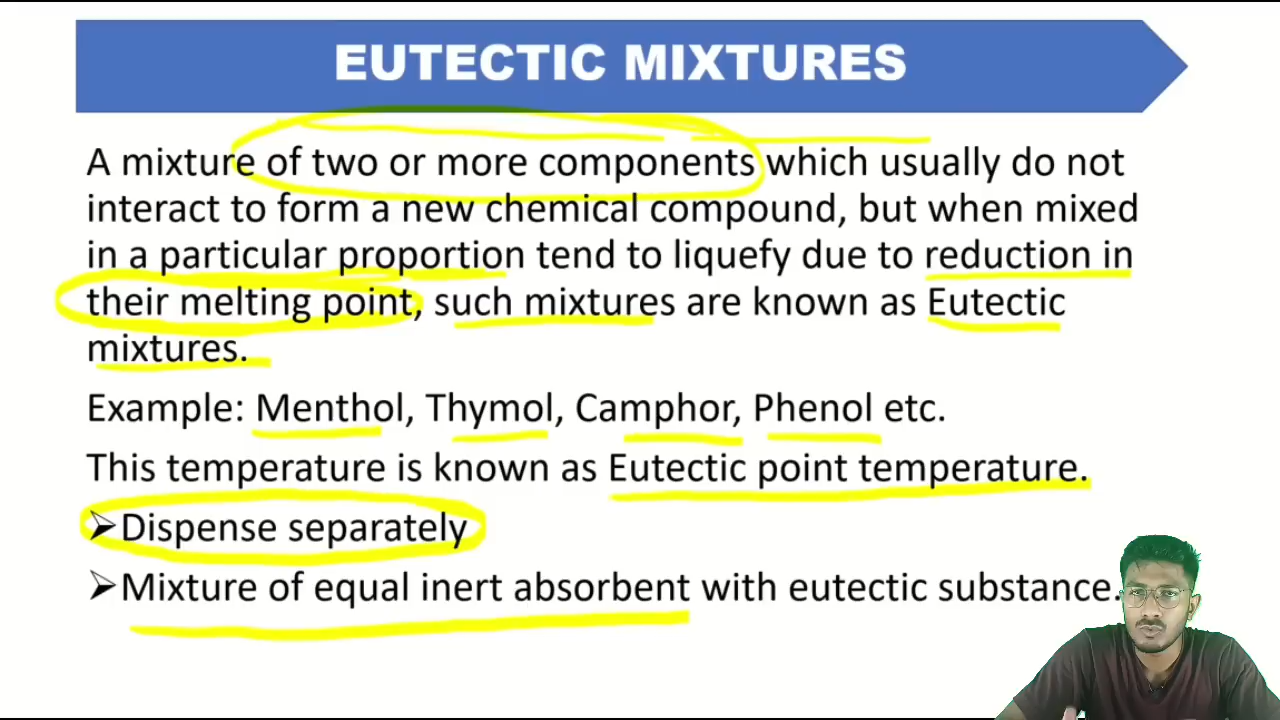 EUTECTIC MIXTURES
A mixture of two or more components which usually do not
interact to form a new chemical compound, but when mixed
in a particular proportion tend to liquefy due to reduction in
their melting point, such mixtures are known as Eutectic
mixtures.
Example: Menthol, Thymol, Camphor, Phenol etc.
This temperature is known as Eutectic point temperature.
➢Dispense separately
➢Mixture of equal inert absorbent with eutectic substance.